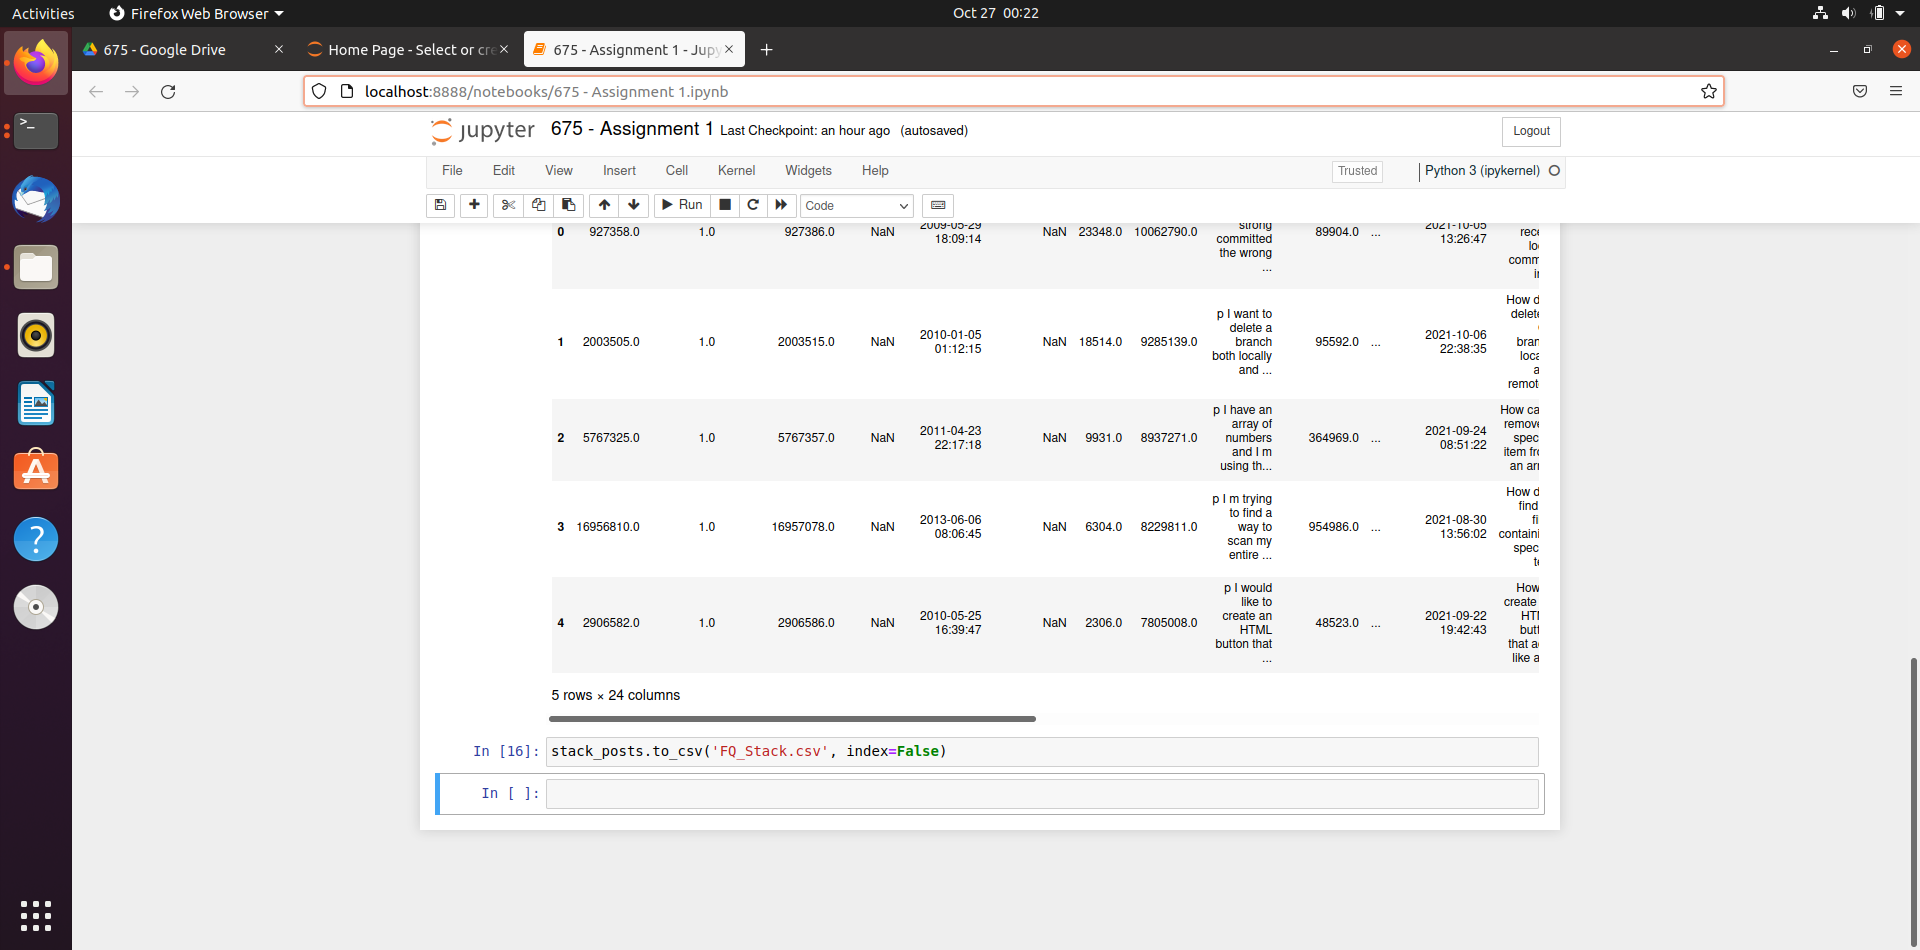 Activities
Firefox Web Browser
Oct 27 00:22
675 - Google Drive
Home Page - Select or cre
675 - Assignment 1 - Jupy
localhost:8888/notebooks/675 - Assignment 1.ipynb
jupyter 675 - Assignment 1 Last Checkpoint: an hour ago (autosaved)
Logout
File Edit View Insert Cell Kernel Widgets Help
Trusted
Python 3 (ipykernel)
Run
Code
0 927358.0 1.0 927386.0 NaN 2009-05-29 18:09:14 NaN 23348.0 10062790.0 strong committed the wrong ... 89904.0 ... 2021-10-05 13:26:47 rece lo comm i
1 2003505.0 1.0 2003515.0 NaN 2010-01-05 01:12:15 NaN 18514.0 9285139.0 p I want to delete a branch both locally and ... 95592.0 ... 2021-10-06 22:38:35 How d delet bran loca a remot
2 5767325.0 1.0 5767357.0 NaN 2011-04-23 22:17:18 NaN 9931.0 8937271.0 p I have an array of numbers and I m using th... 364969.0 ... 2021-09-24 08:51:22 How ca remov spec item fr an ar
3 16956810.0 1.0 16957078.0 NaN 2013-06-06 08:06:45 NaN 6304.0 8229811.0 p I m trying to find a way to scan my entire ... 954986.0 ... 2021-08-30 13:56:02 How d find fi contain spec t
4 2906582.0 1.0 2906586.0 NaN 2010-05-25 16:39:47 NaN 2306.0 7805008.0 p I would like to create an HTML button that ... 48523.0 ... 2021-09-22 19:42:43 How create HT butt that a like a
5 rows × 24 columns
In [16]: stack_posts.to_csv('FQ_Stack.csv', index=False)
In [ ]: